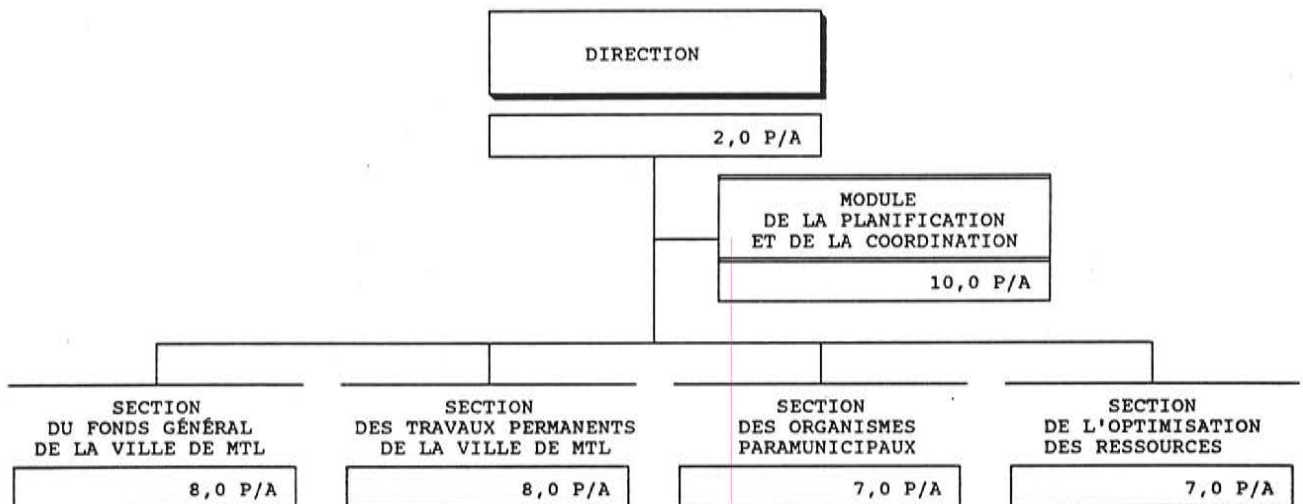 DIRECTION
2,0 P/A
MODULE
DE LA PLANIFICATION
ET DE LA COORDINATION
10,0 P/A
SECTION
DU FONDS GÉNÉRAL
DE LA VILLE DE MTL
8,0 P/A
SECTION
DES TRAVAUX PERMANENTS
DE LA VILLE DE MTL
8,0 P/A
SECTION
DES ORGANISMES
PARAMUNICIPAUX
7,0 P/A
SECTION
DE L'OPTIMISATION
DES RESSOURCES
7,0 P/A